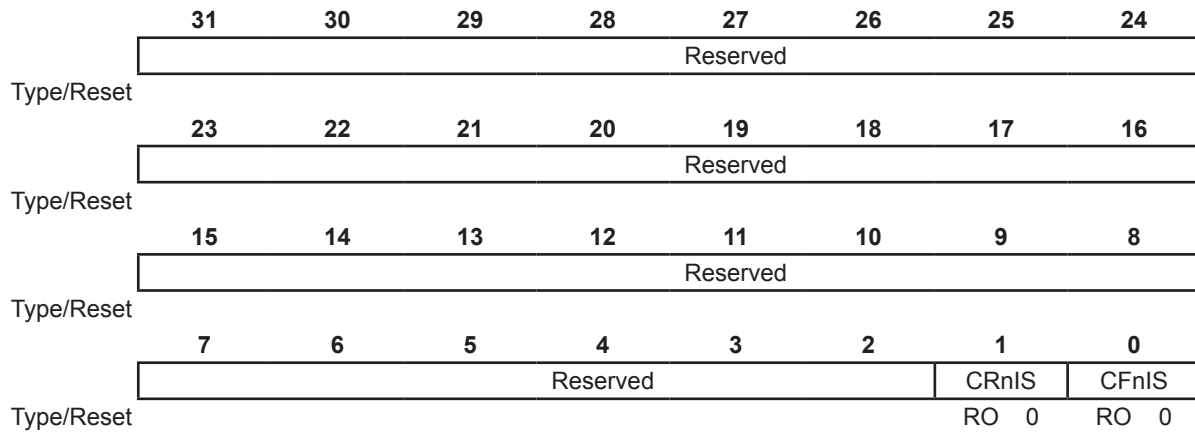 31 30 29 28 27 26 25 24
Reserved
Type/Reset
23 22 21 20 19 18 17 16
Reserved
Type/Reset
15 14 13 12 11 10 9 8
Reserved
Type/Reset
7 6 5 4 3 2 1 0
Reserved CRnIS CFnIS
Type/Reset RO 0 RO 0